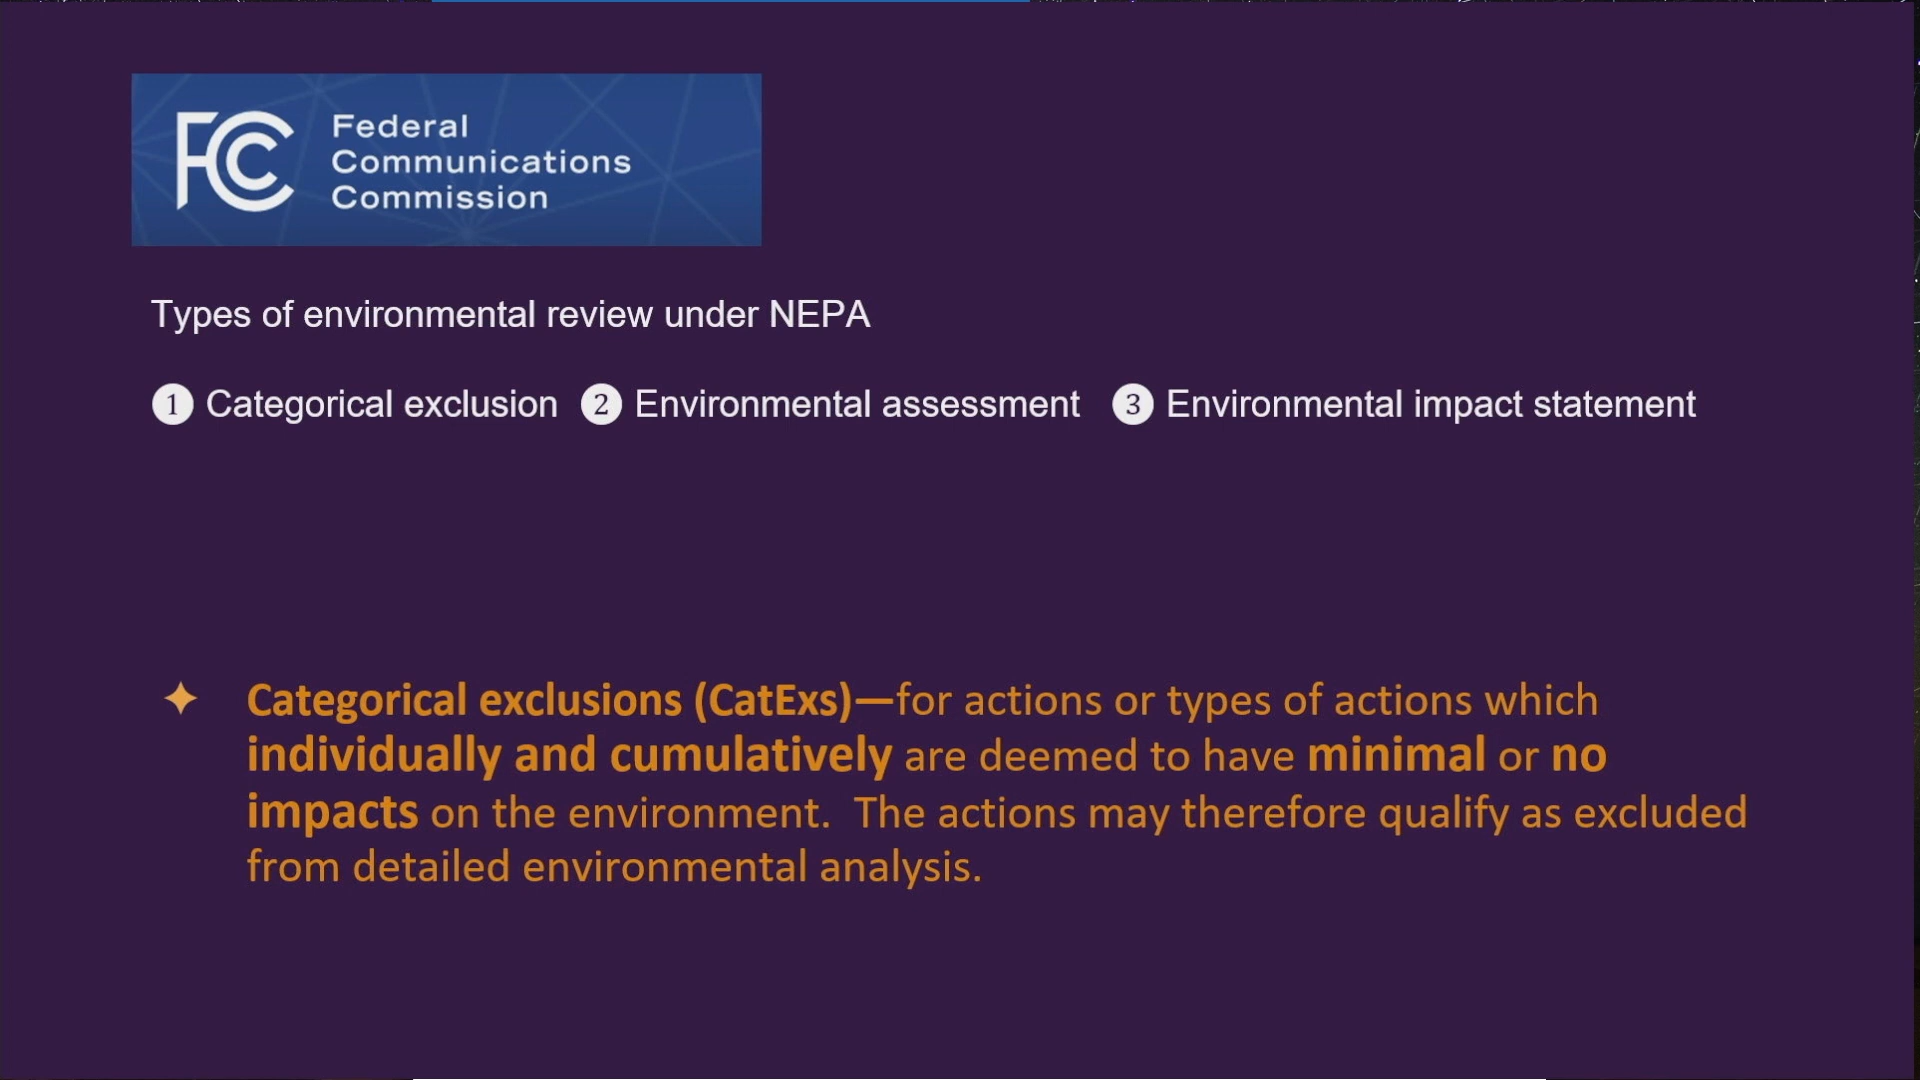 FCC
Federal
Communications
Commission
Types of environmental review under NEPA
1 Categorical exclusion 2 Environmental assessment 3 Environmental impact statement
Categorical exclusions (CatExs)—for actions or types of actions which
individually and cumulatively are deemed to have minimal or no
impacts on the environment. The actions may therefore qualify as excluded
from detailed environmental analysis.